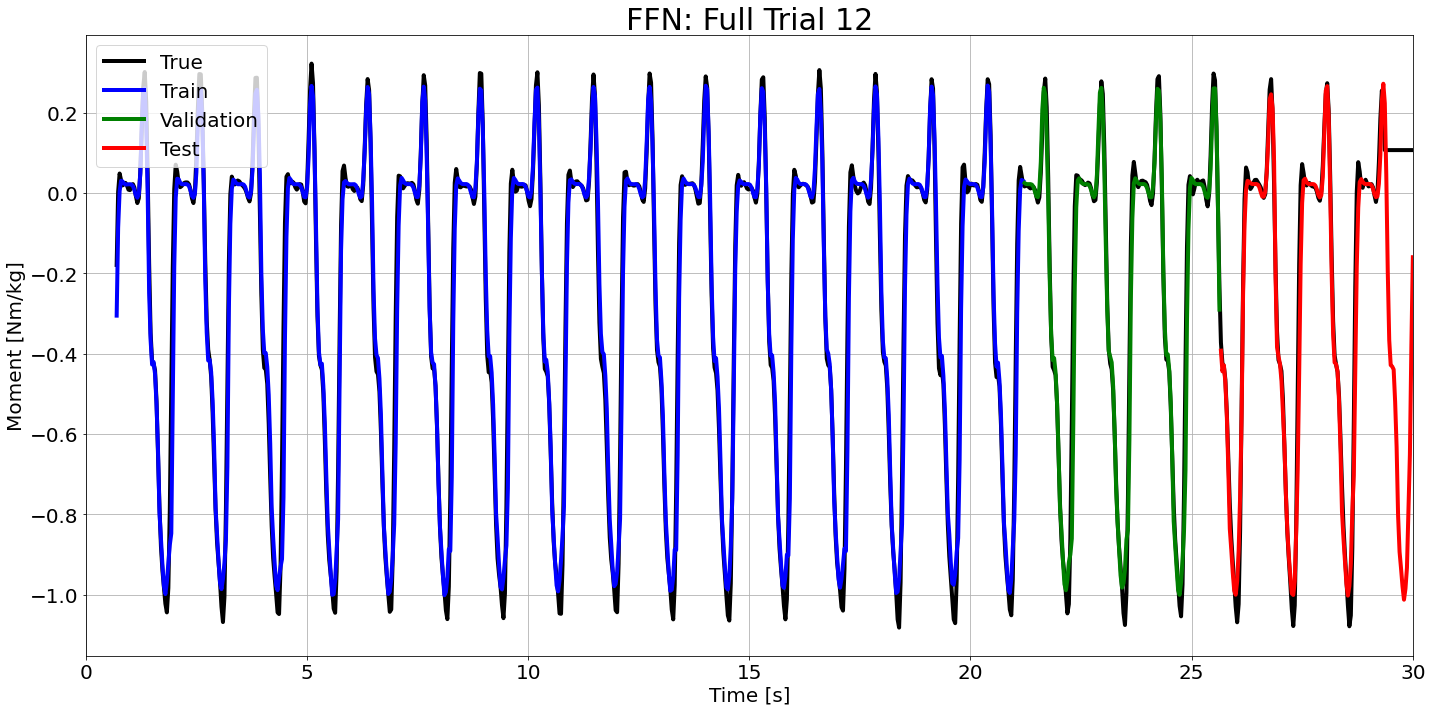 FFN: Full Trial 12
True
Train
Validation
Test
Moment [Nm/kg]
0.2
0.0
−0.2
−0.4
−0.6
−0.8
−1.0
0 5 10 15 20 25 30
Time [s]